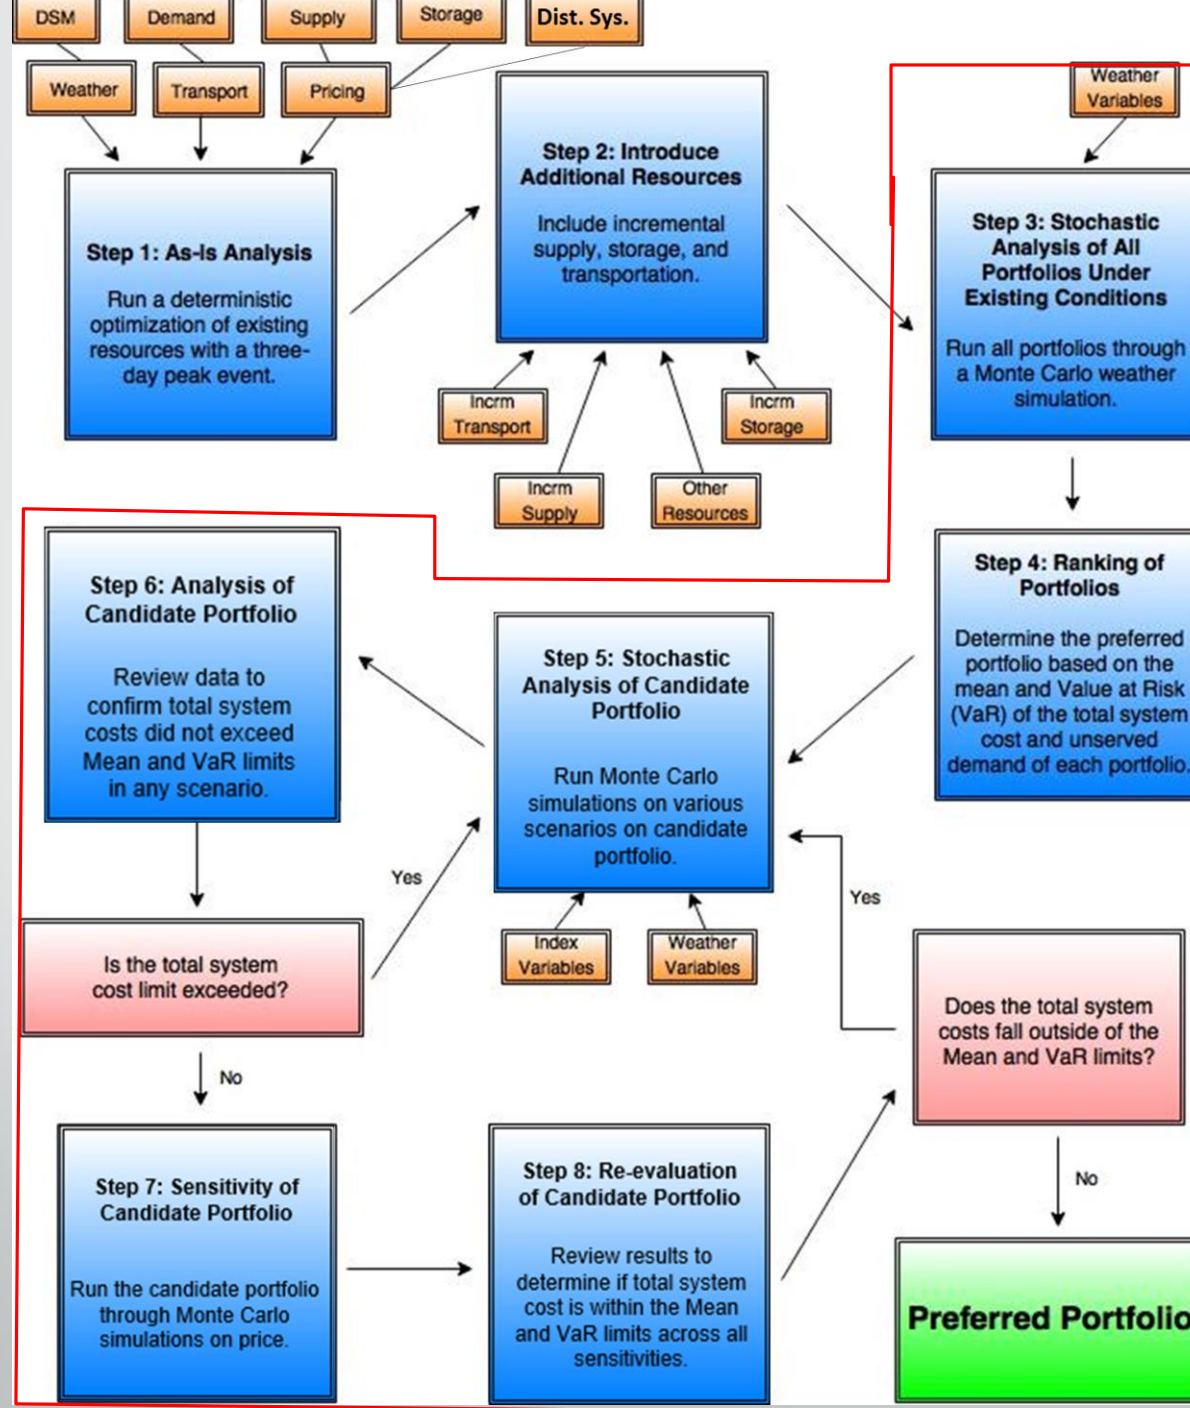 DSM
Demand
Supply
Storage
Dist. Sys.
Weather
Transport
Pricing
Step 1: As-Is Analysis
Run a deterministic
optimization of existing
resources with a three-
day peak event.
Step 2: Introduce
Additional Resources
Include incremental
supply, storage, and
transportation.
Incrm
Transport
Incrm
Supply
Other
Resources
Incrm
Storage
Weather
Variables
Step 3: Stochastic
Analysis of All
Portfolios Under
Existing Conditions
Run all portfolios through
a Monte Carlo weather
simulation.
Step 4: Ranking of
Portfolios
Determine the preferred
portfolio based on the
mean and Value at Risk
(VaR) of the total system
cost and unserved
demand of each portfolio.
Step 5: Stochastic
Analysis of Candidate
Portfolio
Run Monte Carlo
simulations on various
scenarios on candidate
portfolio.
Index
Variables
Weather
Variables
Step 6: Analysis of
Candidate Portfolio
Review data to
confirm total system
costs did not exceed
Mean and VaR limits
in any scenario.
Is the total system
cost limit exceeded?
Yes
No
Step 7: Sensitivity of
Candidate Portfolio
Run the candidate portfolio
through Monte Carlo
simulations on price.
Step 8: Re-evaluation
of Candidate Portfolio
Review results to
determine if total system
cost is within the Mean
and VaR limits across all
sensitivities.
Does the total system
costs fall outside of the
Mean and VaR limits?
Yes
No
Preferred Portfolio